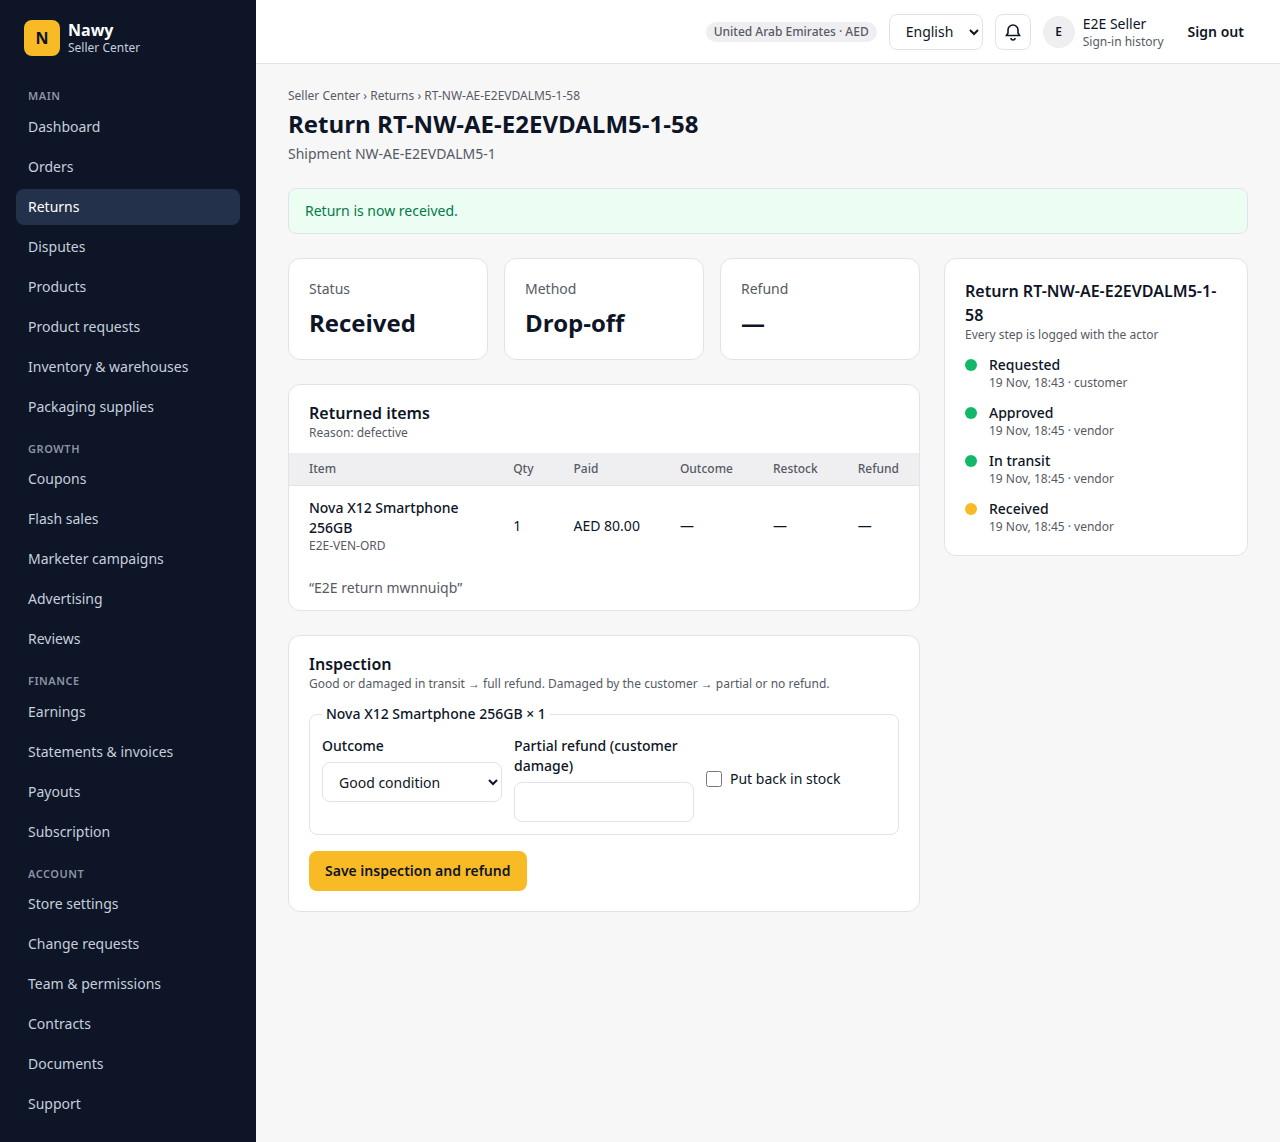 N
Nawy
Seller Center
MAIN
Dashboard
Orders
Returns
Disputes
Products
Product requests
Inventory & warehouses
Packaging supplies
GROWTH
Coupons
Flash sales
Marketer campaigns
Advertising
Reviews
FINANCE
Earnings
Statements & invoices
Payouts
Subscription
ACCOUNT
Store settings
Change requests
Team & permissions
Contracts
Documents
Support
United Arab Emirates · AED
English
E
E2E Seller
Sign-in history
Sign out
Seller Center › Returns › RT-NW-AE-E2EVDALM5-1-58
Return RT-NW-AE-E2EVDALM5-1-58
Shipment NW-AE-E2EVDALM5-1
Return is now received.
Status
Received
Method
Drop-off
Refund
—
Returned items
Reason: defective
Item Qty Paid Outcome Restock Refund
Nova X12 Smartphone
256GB
E2E-VEN-ORD
1 AED 80.00 — — —
“E2E return mwnnuiqb”
Inspection
Good or damaged in transit → full refund. Damaged by the customer → partial or no refund.
Nova X12 Smartphone 256GB × 1
Outcome
Good condition
Partial refund (customer
damage)
Put back in stock
Save inspection and refund
Return RT-NW-AE-E2EVDALM5-1-
58
Every step is logged with the actor
Requested
19 Nov, 18:43 · customer
Approved
19 Nov, 18:45 · vendor
In transit
19 Nov, 18:45 · vendor
Received
19 Nov, 18:45 · vendor